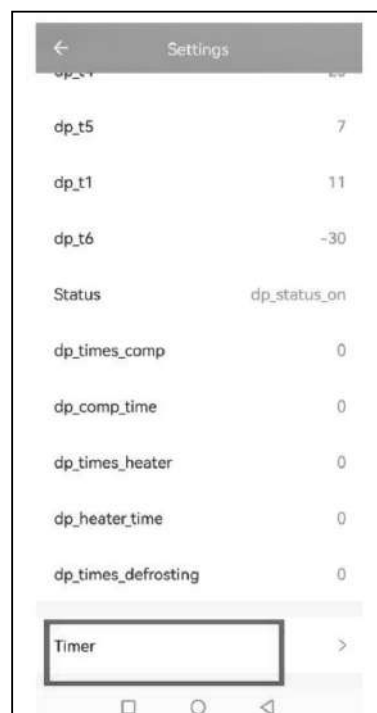 Settings
dp_t5 7
dp_t1 11
dp_t6 -30
Status dp_status_on
dp_times_comp 0
dp_comp_time 0
dp_times_heater 0
dp_heater_time 0
dp_times_defrosting 0
Timer